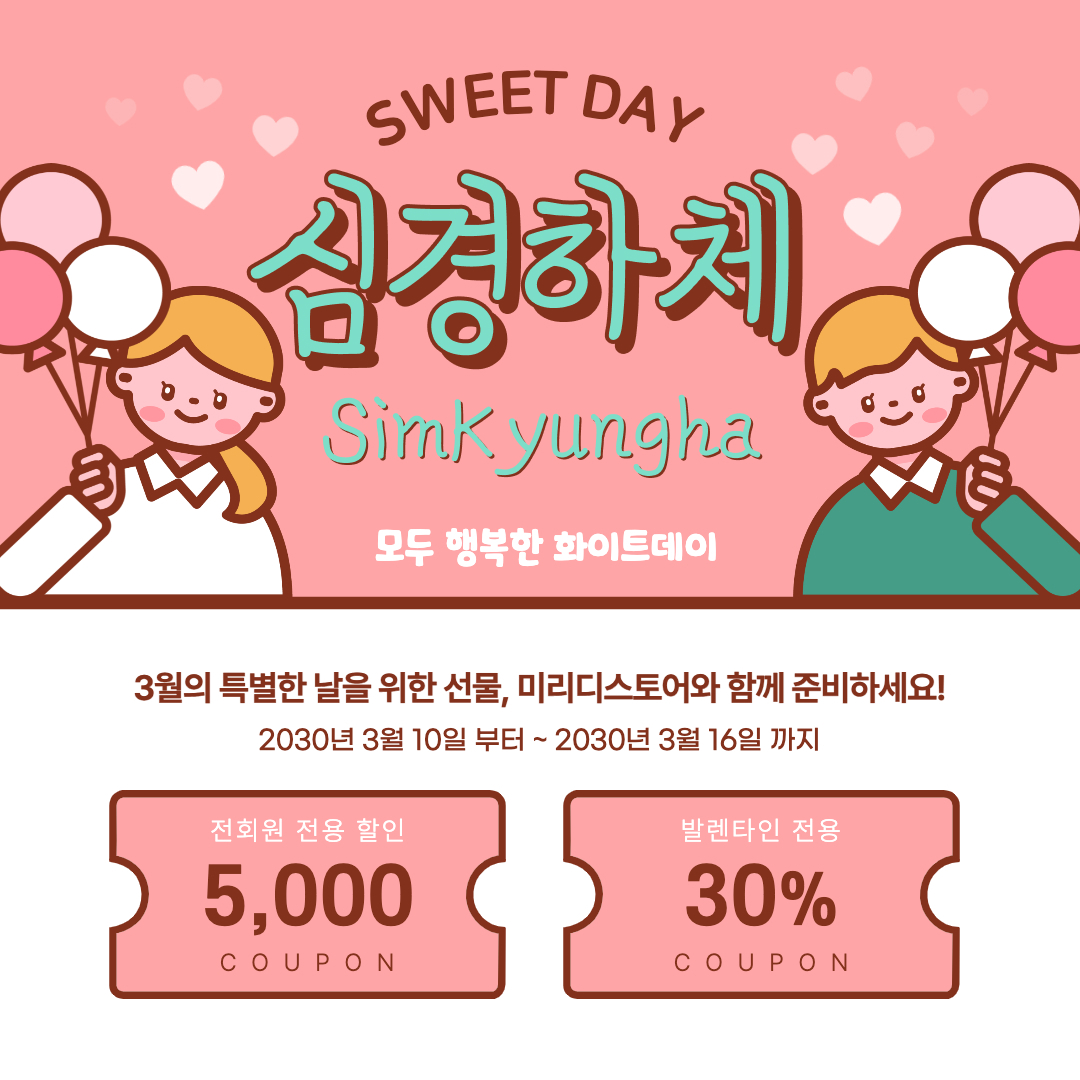 SWEET DAY
심경하체
SimKyungha
모두 행복한 화이트데이
3월의 특별한 날을 위한 선물, 미리디스토어와 함께 준비하세요!
2030년 3월 10일 부터 ~ 2030년 3월 16일 까지
전회원 전용 할인
5,000
COUPON
발렌타인 전용
30%
COUPON